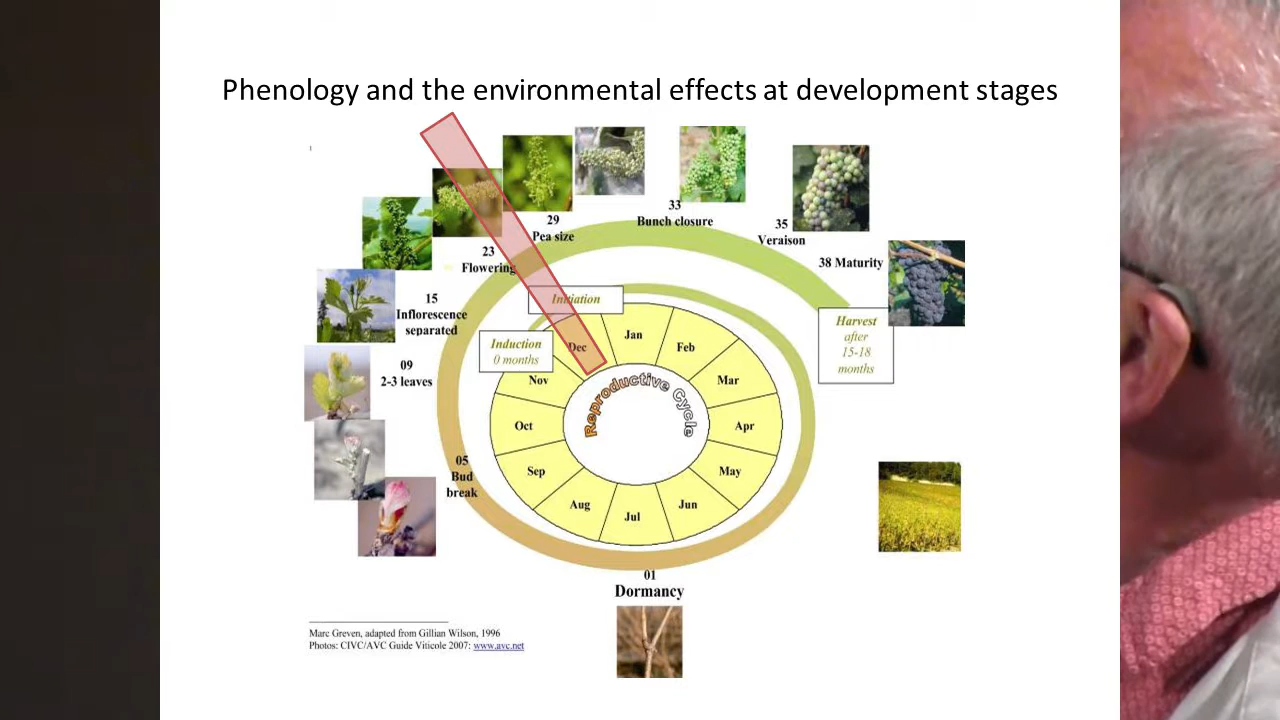 Phenology and the environmental effects at development stages
33
Bunch closure
29
Pea size
35
Veraison
23
Flowering
38 Maturity
15
Inflorescence
separated
Initiation
Induction
0 months
Harvest
after
15-18
months
09
2-3 leaves
05
Bud
break
Jan
Feb
Mar
Apr
May
Jun
Jul
Aug
Sep
Oct
Nov
Dec
Reproductive Cycle
01
Dormancy
Marc Greven, adapted from Gillian Wilson, 1996
Photos: CIVC/AVC Guide Viticole 2007: www.avc.net